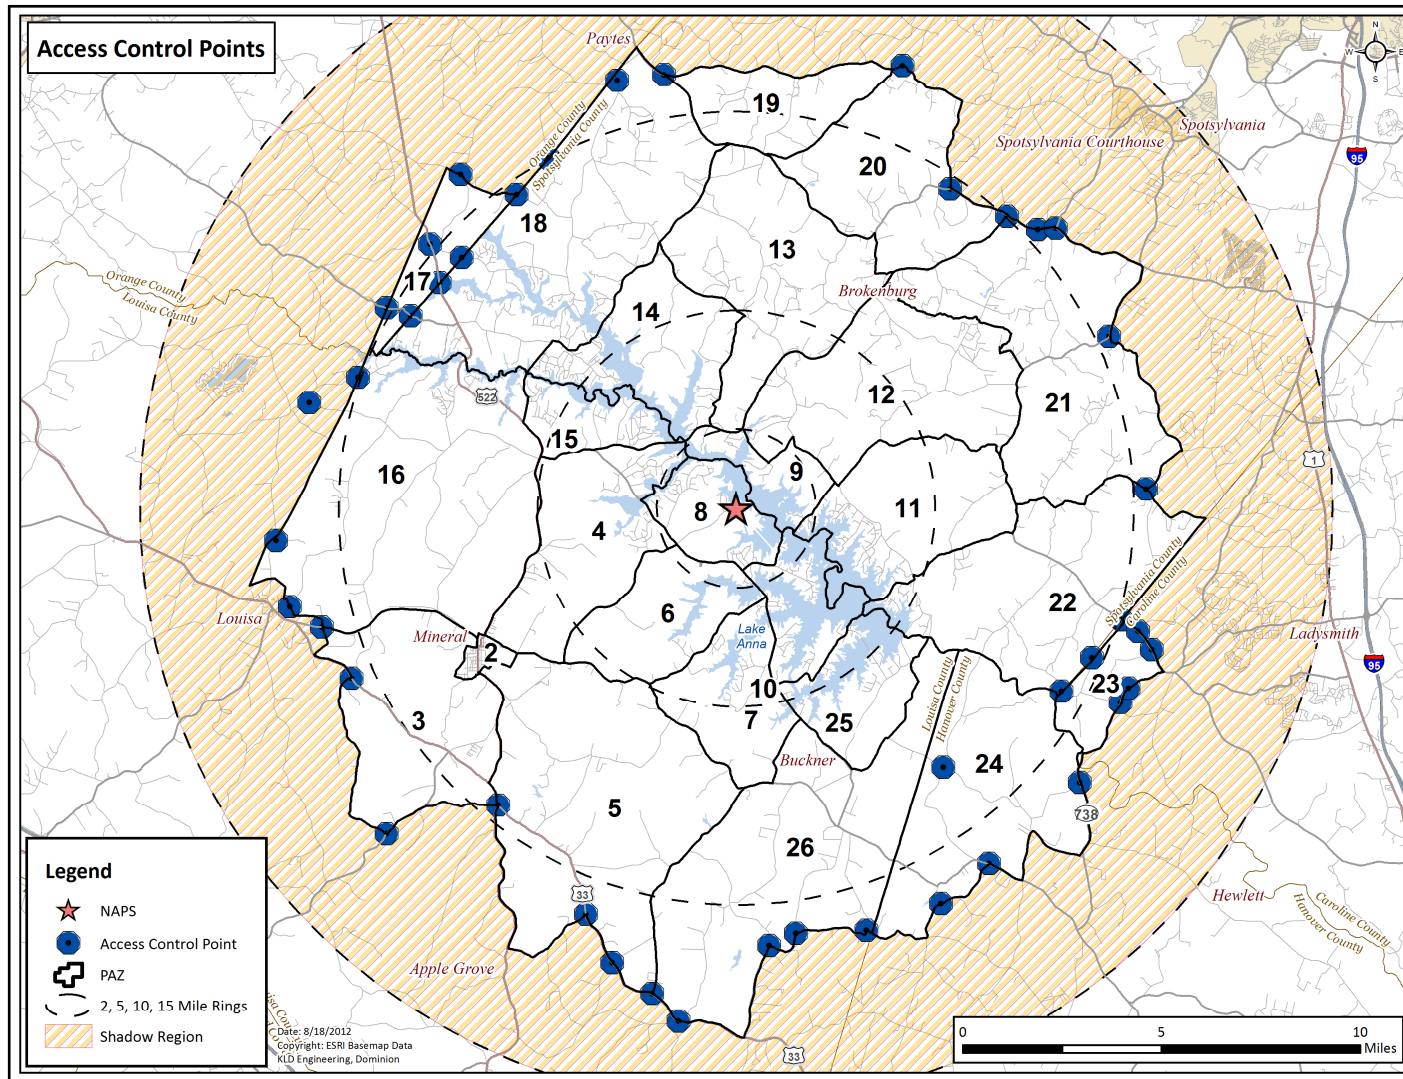 Access Control Points
Paytes
N
W
E
S
95
Spotsylvania
Spotsylvania Courthouse
Orange County
Spotsylvania County
19
20
18
13
17
Orange County
Louisa County
Brokenburg
14
522
12
21
15
16
9
1
8
11
4
Spotsylvania County
Caroline County
6
22
Louisa
Mineral
Lake
Anna
Ladysmith
95
2
23
10
Louisa County
Hanover County
3
7
25
Buckner
24
5
738
26
33
Hewlett
Caroline County
Hanover County
Apple Grove
Legend
NAPS
Access Control Point
PAZ
2, 5, 10, 15 Mile Rings
Shadow Region
Date: 8/18/2012
Copyright: ESRI Basemap Data
KLD Engineering, Dominion
33
0
5
10
Miles